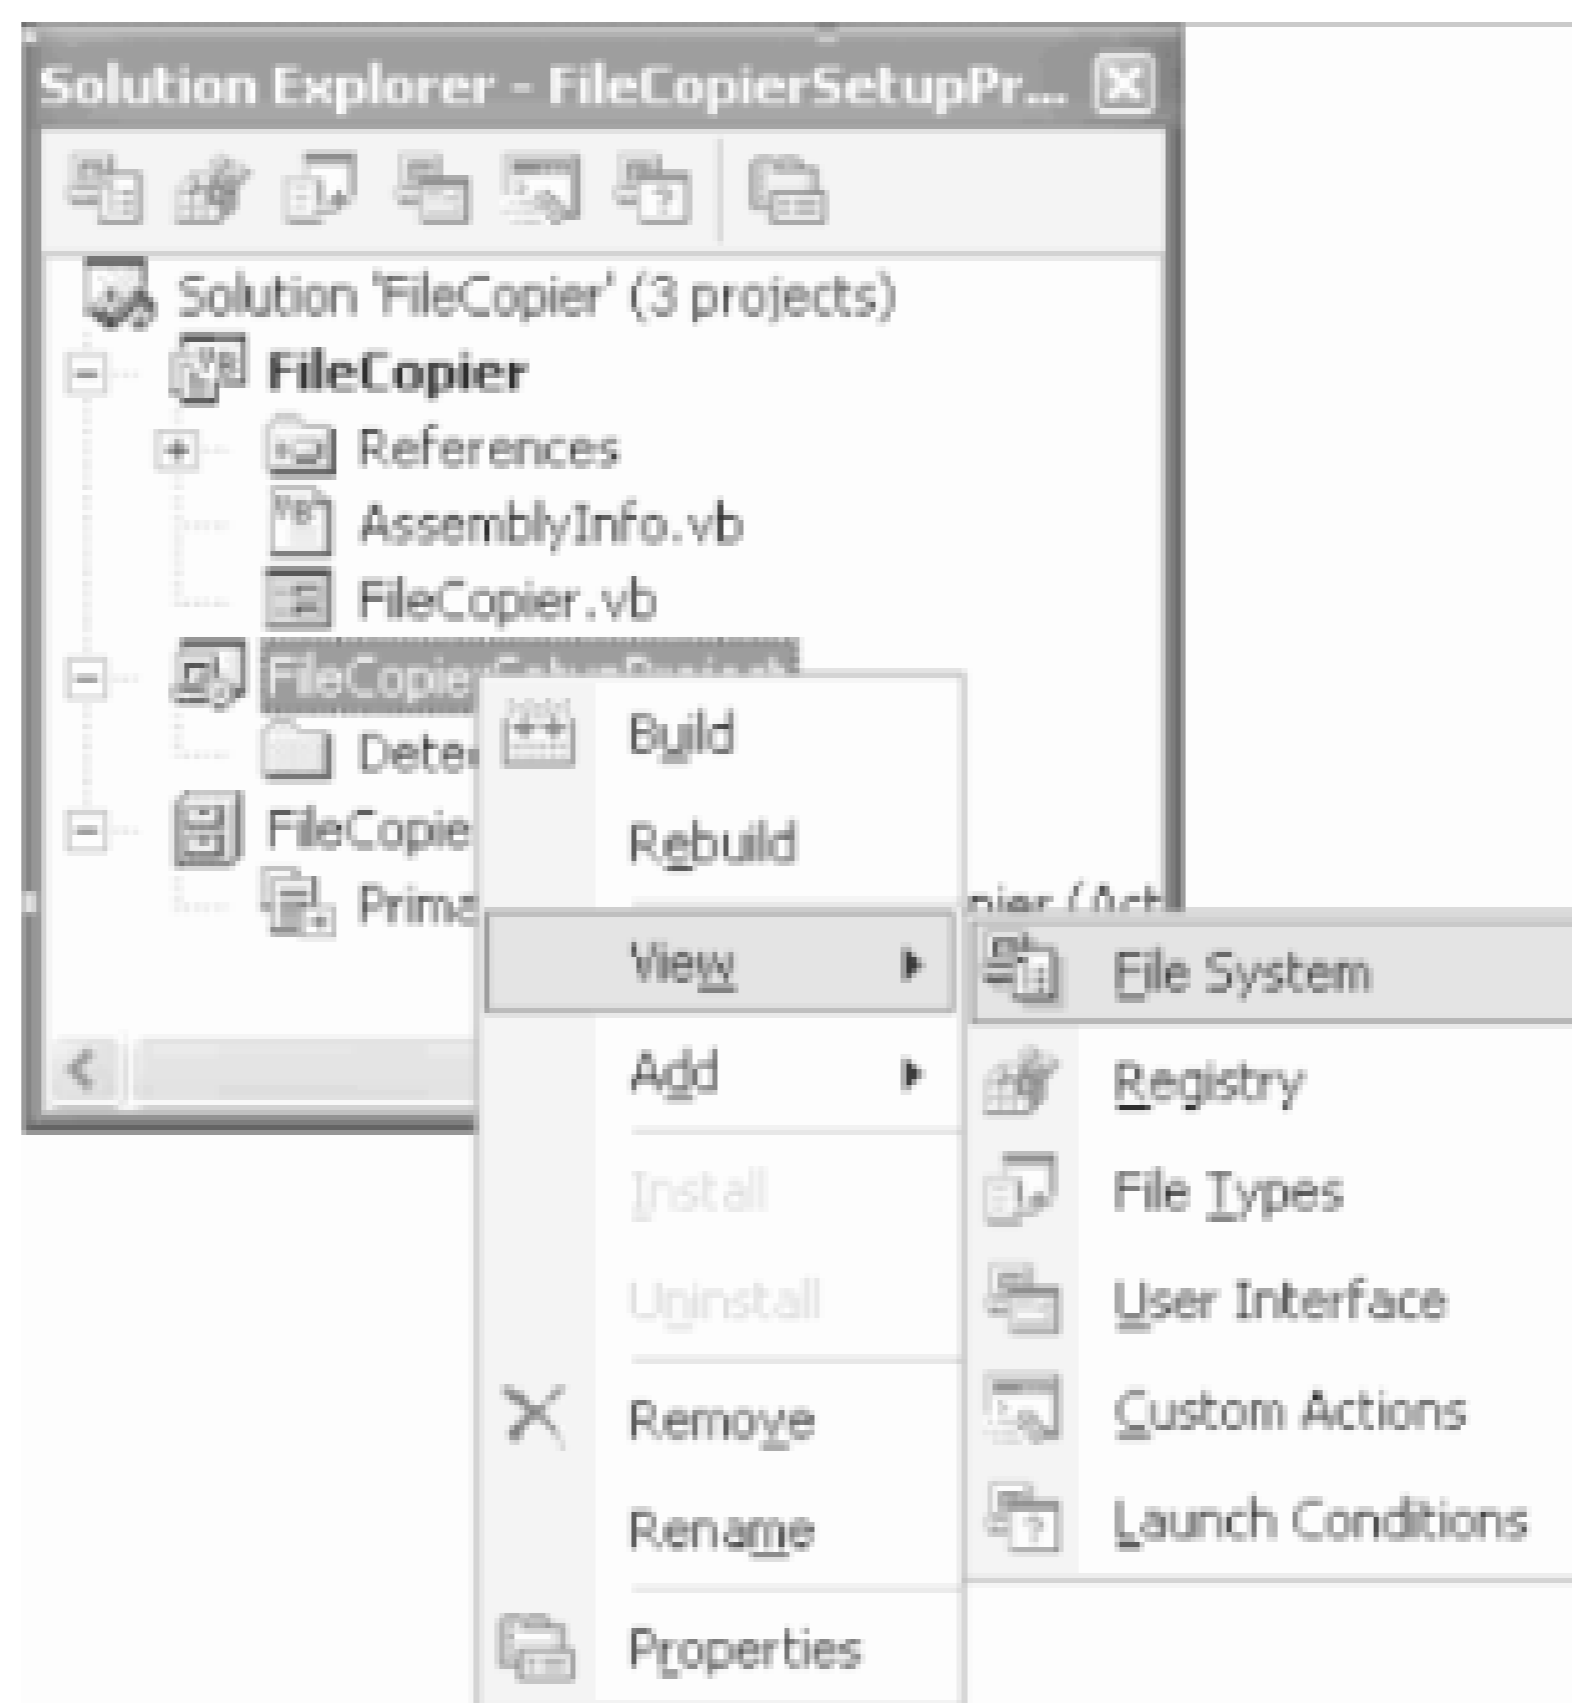 Solution Explorer - FileCopierSetupPr...
Solution 'FileCopier' (3 projects)
FileCopier
References
AssemblyInfo.vb
FileCopier.vb
Build
Rebuild
View
Add
Install
Uninstall
Remove
Rename
Properties
File System
Registry
File Types
User Interface
Custom Actions
Launch Conditions